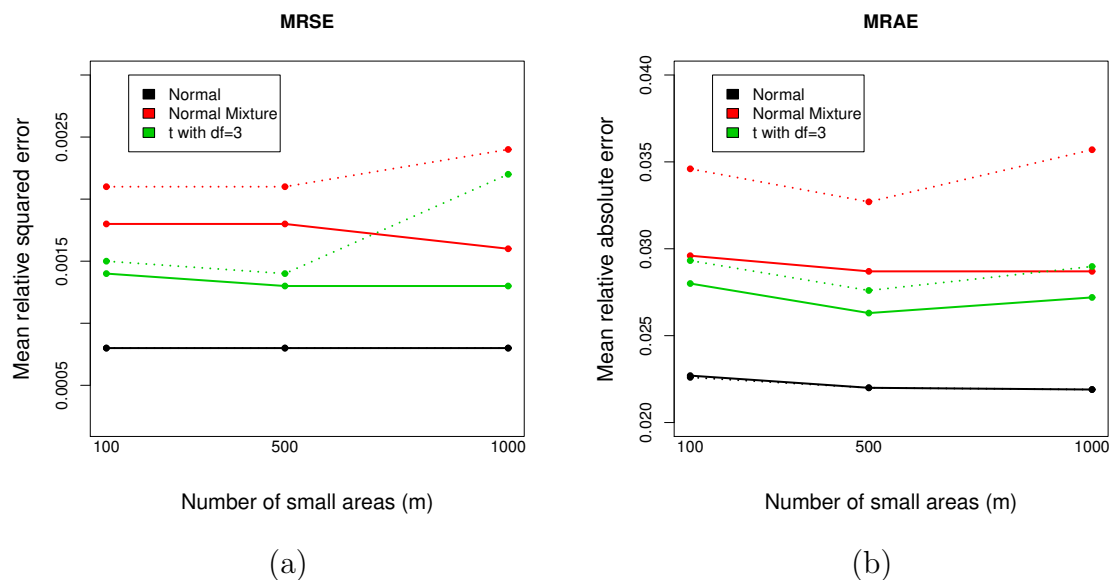 MRSE
Mean relative squared error
0.0005
0.0015
0.0025
Normal
Normal Mixture
t with df=3
100
500
1000
Number of small areas (m)
(a)
MRAE
Mean relative absolute error
0.020
0.025
0.030
0.035
0.040
Normal
Normal Mixture
t with df=3
100
500
1000
Number of small areas (m)
(b)